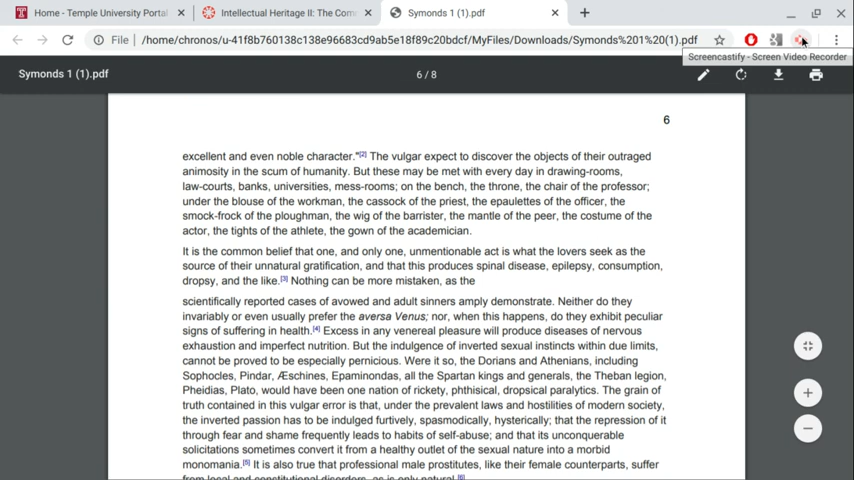 Home - Temple University Portal
Intellectual Heritage II: The Com
Symonds 1 (1).pdf
File
/home/chronos/u-41f8b760138c138e96683cd9ab5e18f89c20bdcf/MyFiles/Downloads/Symonds%201%20(1).pdf
Screencastify - Screen Video Recorder
Symonds 1 (1).pdf
6 / 8
6
excellent and even noble character."[2] The vulgar expect to discover the objects of their outraged
animosity in the scum of humanity. But these may be met with every day in drawing-rooms,
law-courts, banks, universities, mess-rooms; on the bench, the throne, the chair of the professor;
under the blouse of the workman, the cassock of the priest, the epaulettes of the officer, the
smock-frock of the ploughman, the wig of the barrister, the mantle of the peer, the costume of the
actor, the tights of the athlete, the gown of the academician.
It is the common belief that one, and only one, unmentionable act is what the lovers seek as the
source of their unnatural gratification, and that this produces spinal disease, epilepsy, consumption,
dropsy, and the like.[3] Nothing can be more mistaken, as the
scientifically reported cases of avowed and adult sinners amply demonstrate. Neither do they
invariably or even usually prefer the aversa Venus; nor, when this happens, do they exhibit peculiar
signs of suffering in health.[4] Excess in any venereal pleasure will produce diseases of nervous
exhaustion and imperfect nutrition. But the indulgence of inverted sexual instincts within due limits,
cannot be proved to be especially pernicious. Were it so, the Dorians and Athenians, including
Sophocles, Pindar, Æschines, Epaminondas, all the Spartan kings and generals, the Theban legion,
Pheidias, Plato, would have been one nation of rickety, phthisical, dropsical paralytics. The grain of
truth contained in this vulgar error is that, under the prevalent laws and hostilities of modern society,
the inverted passion has to be indulged furtively, spasmodically, hysterically; that the repression of it
through fear and shame frequently leads to habits of self-abuse; and that its unconquerable
solicitations sometimes convert it from a healthy outlet of the sexual nature into a morbid
monomania.[5] It is also true that professional male prostitutes, like their female counterparts, suffer
from local and constitutional disorders, as is only natural.[6]